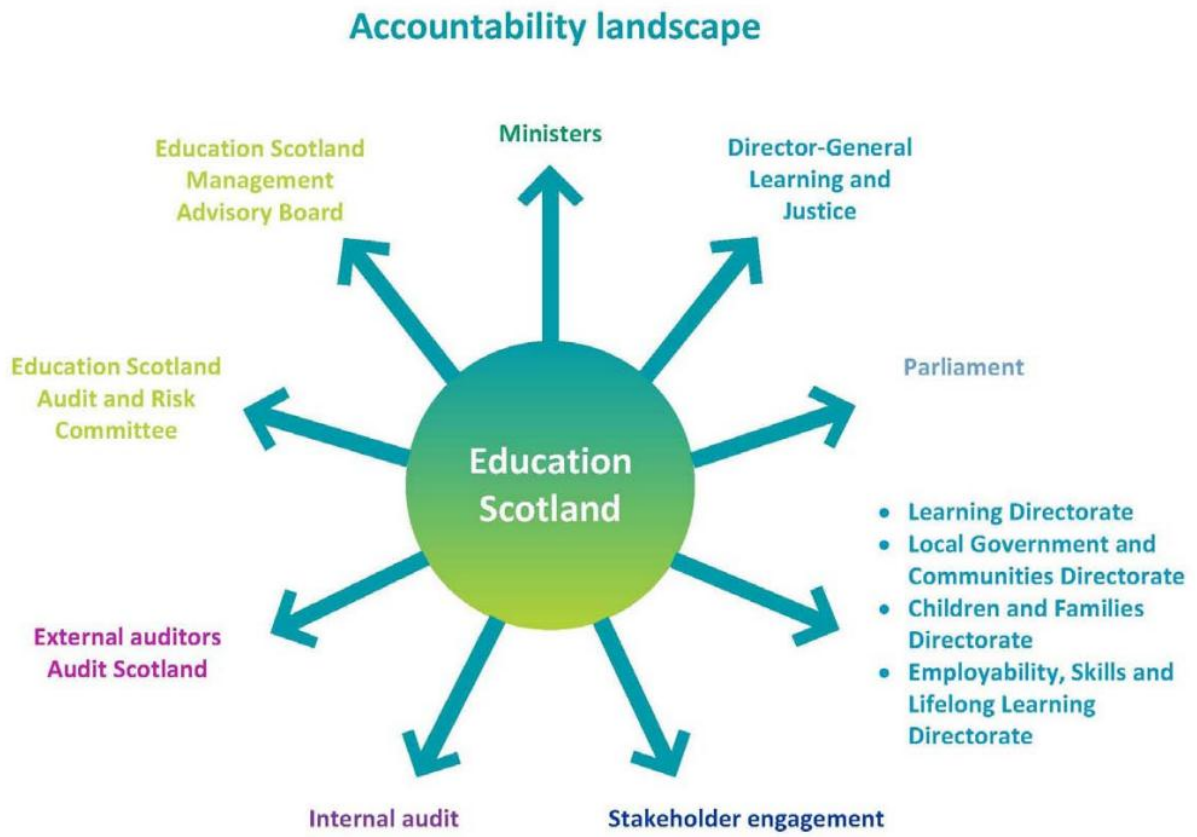 Accountability landscape
Ministers
Education Scotland
Management
Advisory Board
Director-General
Learning and
Justice
Education Scotland
Audit and Risk
Committee
Parliament
Education
Scotland
• Learning Directorate
• Local Government and
Communities Directorate
• Children and Families
Directorate
• Employability, Skills and
Lifelong Learning
Directorate
External auditors
Audit Scotland
Internal audit
Stakeholder engagement